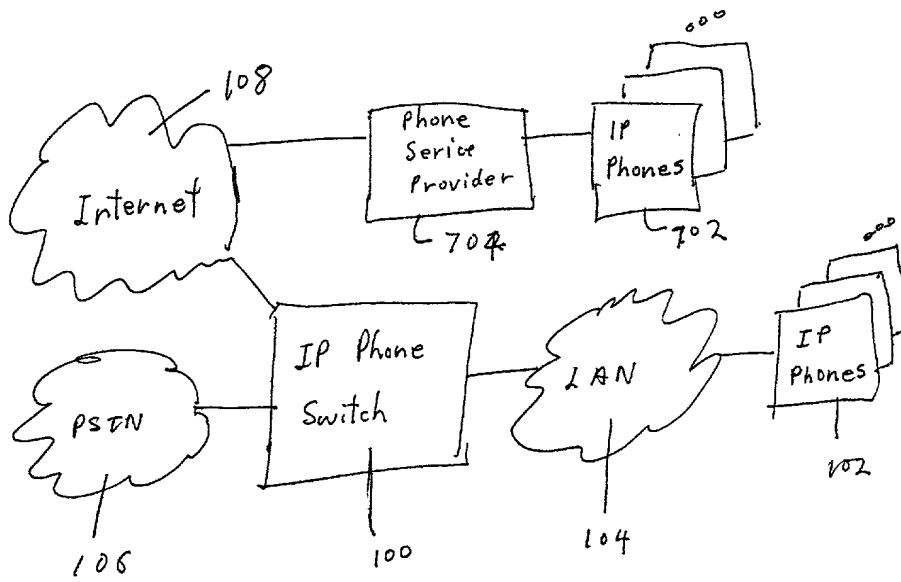 108
Internet
Phone
Serice
Provider
704
IP
Phones
902
PSTN
106
IP Phone
Switch
100
LAN
104
IP
Phones
102